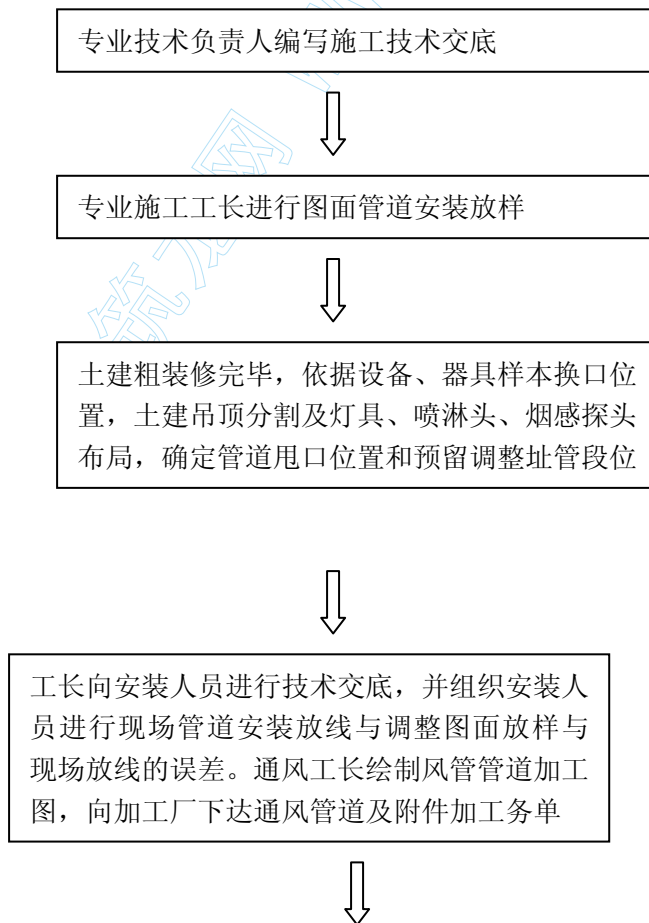 专业技术负责人编写施工技术交底
专业施工工长进行图面管道安装放样
土建粗装修完毕，依据设备、器具样本换口位
置，土建吊顶分割及灯具、喷淋头、烟感探头
布局，确定管道甩口位置和预留调整址管段位
工长向安装人员进行技术交底，并组织安装人
员进行现场管道安装放线与调整图面放样与
现场放线的误差。通风工长绘制风管管道加工
图，向加工厂下达通风管道及附件加工务单
筑龙网